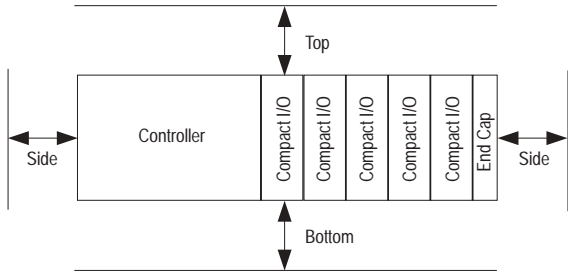 Top
Controller
Compact I/O
Compact I/O
Compact I/O
Compact I/O
Compact I/O
End Cap
Side
Side
Bottom